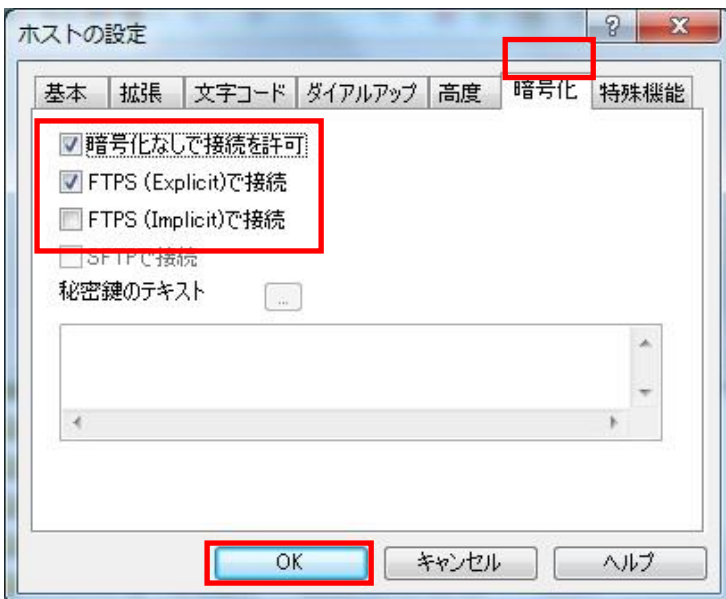 ホストの設定
基本 拡張 文字コード ダイアルアップ 高度 暗号化 特殊機能
暗号化なしで接続を許可
FTPS (Explicit)で接続
FTPS (Implicit)で接続
SFTPで接続
秘密鍵のテキスト ...
OK キャンセル ヘルプ